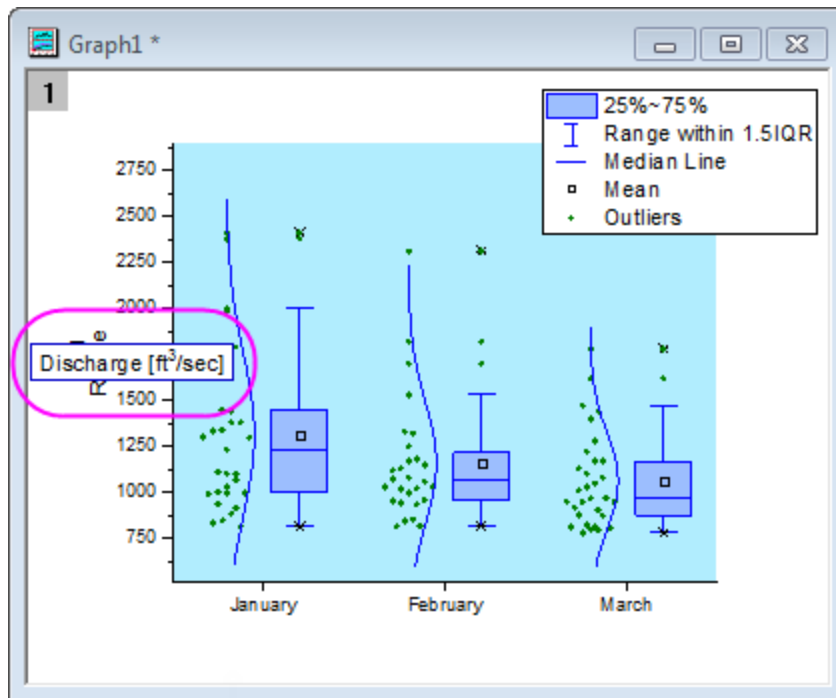 Graph1 *
1
25%~75%
Range within 1.5IQR
Median Line
Mean
Outliers
2750
2500
2250
2000
Discharge [ft³/sec]
1500
1250
1000
750
January
February
March